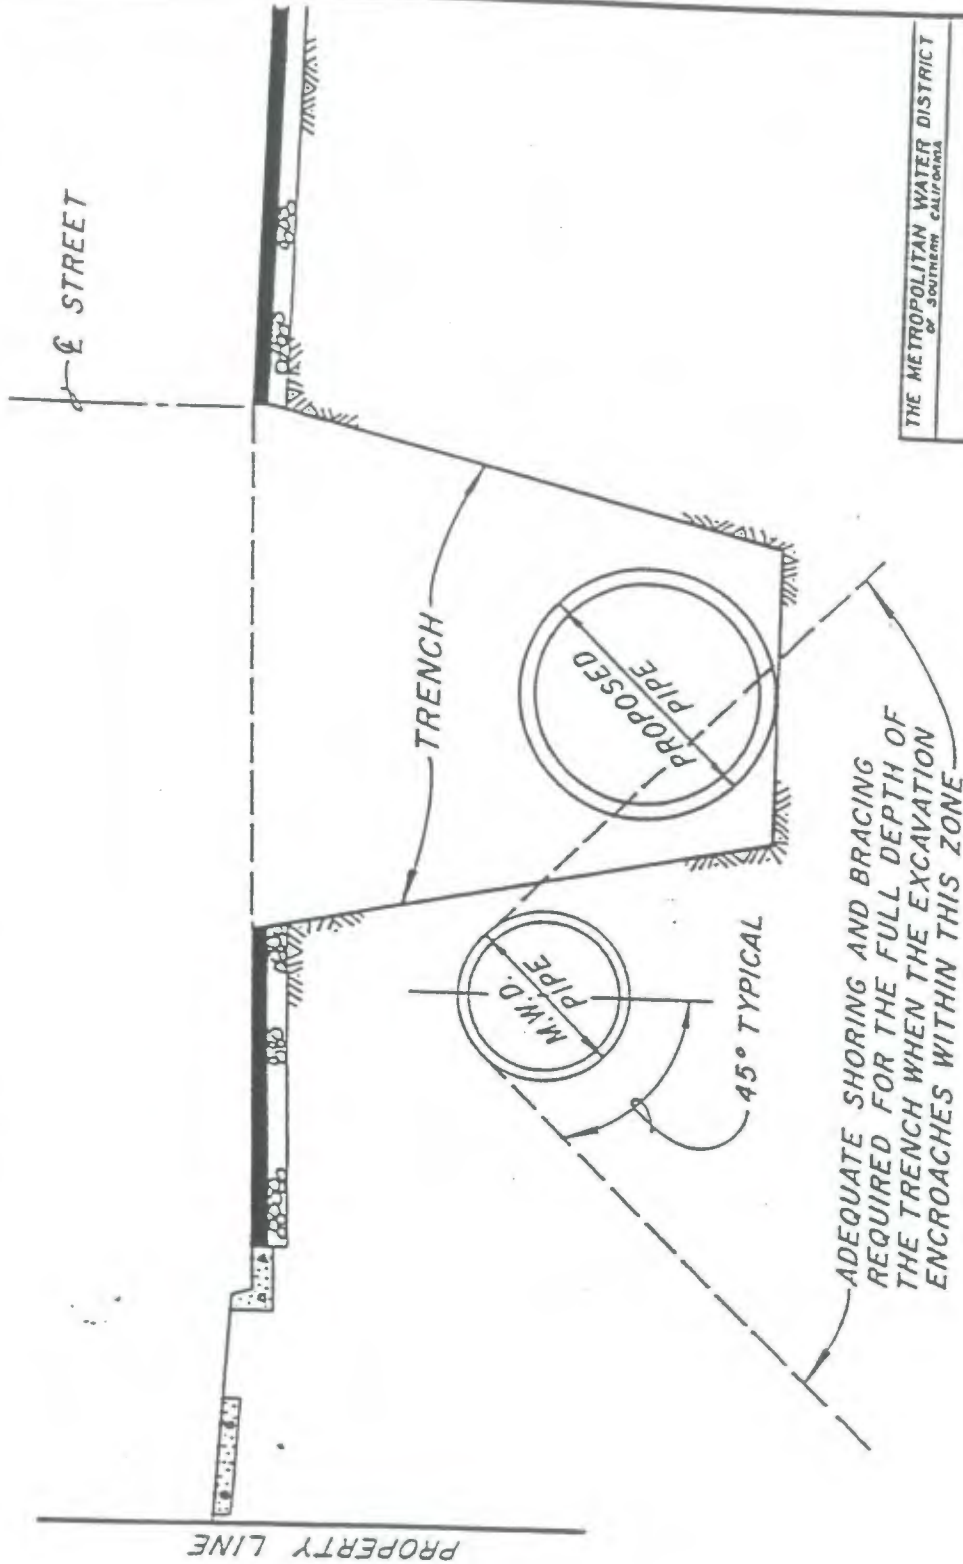 ℄ STREET
PROPERTY LINE
TRENCH
M.W.D.
PIPE
PROPOSED
PIPE
45° TYPICAL
ADEQUATE SHORING AND BRACING
REQUIRED FOR THE FULL DEPTH OF
THE TRENCH WHEN THE EXCAVATION
ENCROACHES WITHIN THIS ZONE
THE METROPOLITAN WATER DISTRICT
OF SOUTHERN CALIFORNIA